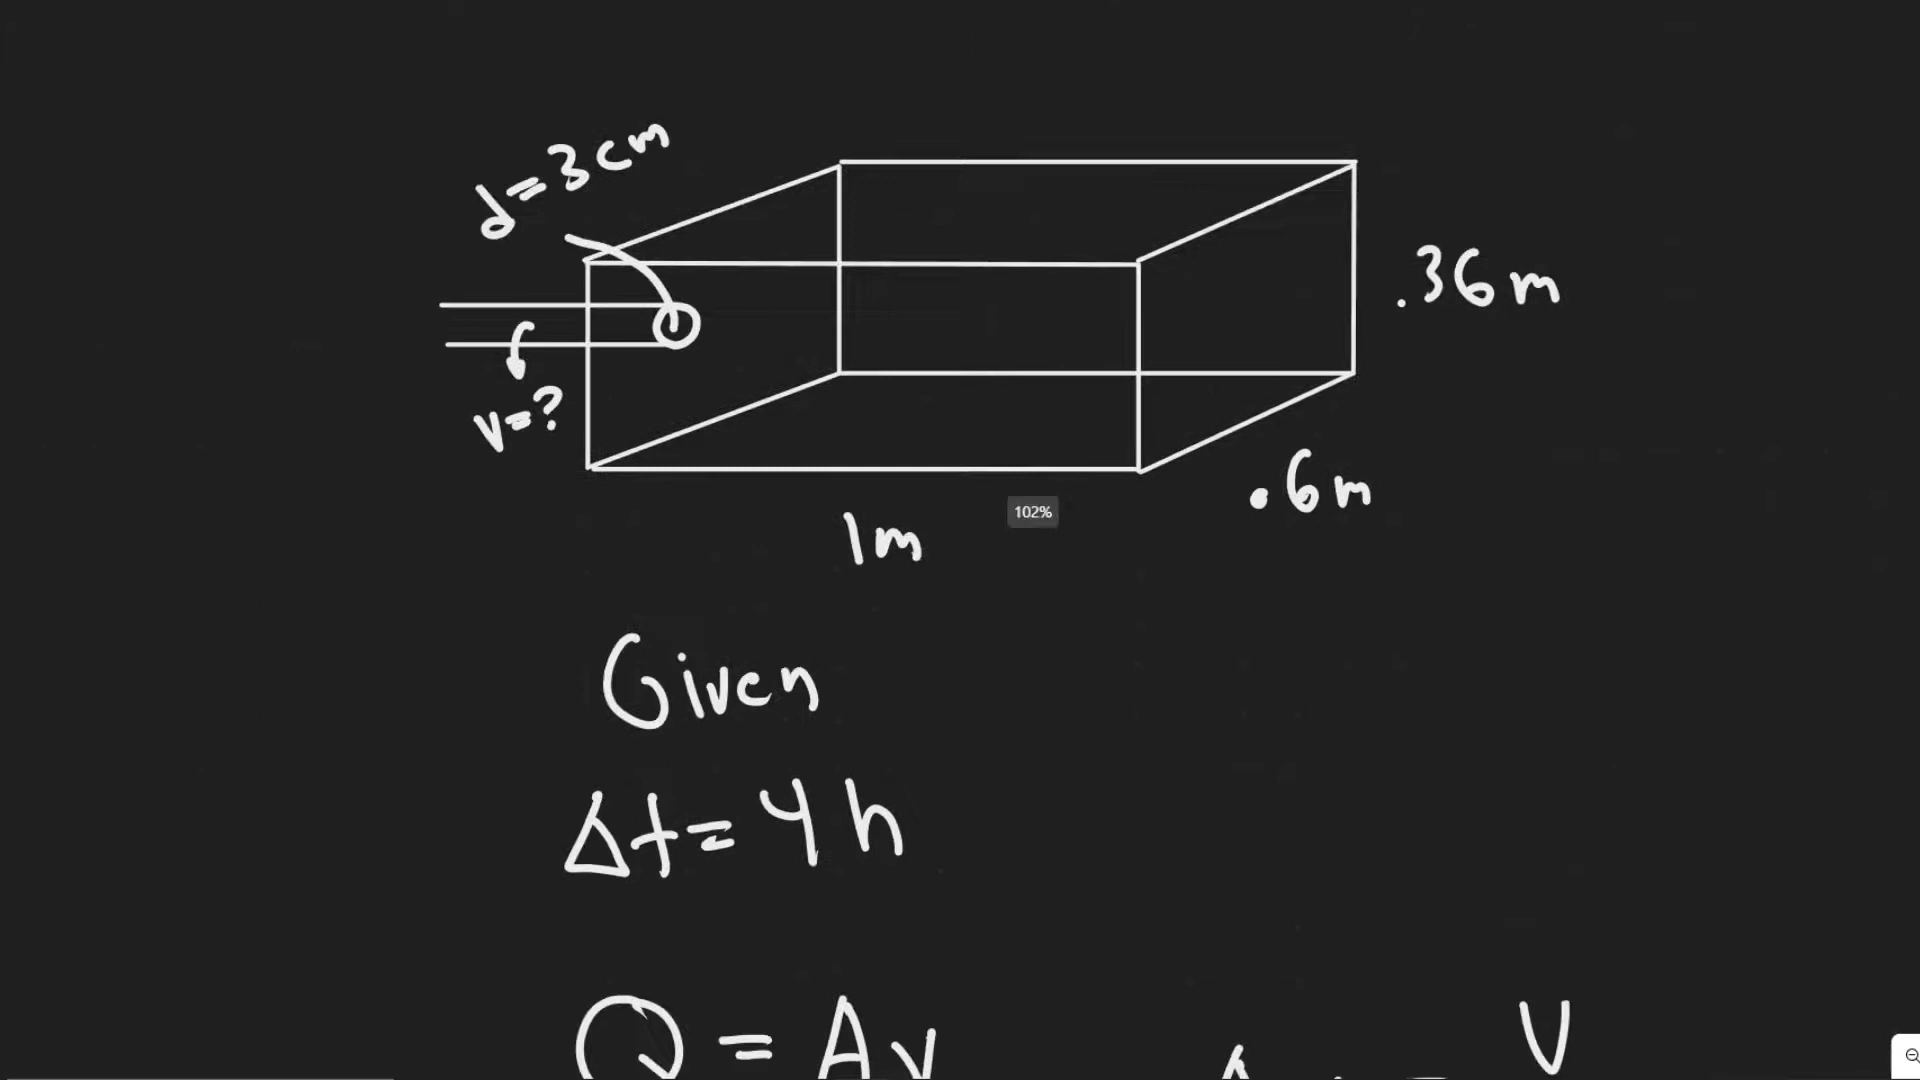 d=3cm
.36m
v=?
.6m
102%
1m
Given
Δt=4h
Q = Av
V